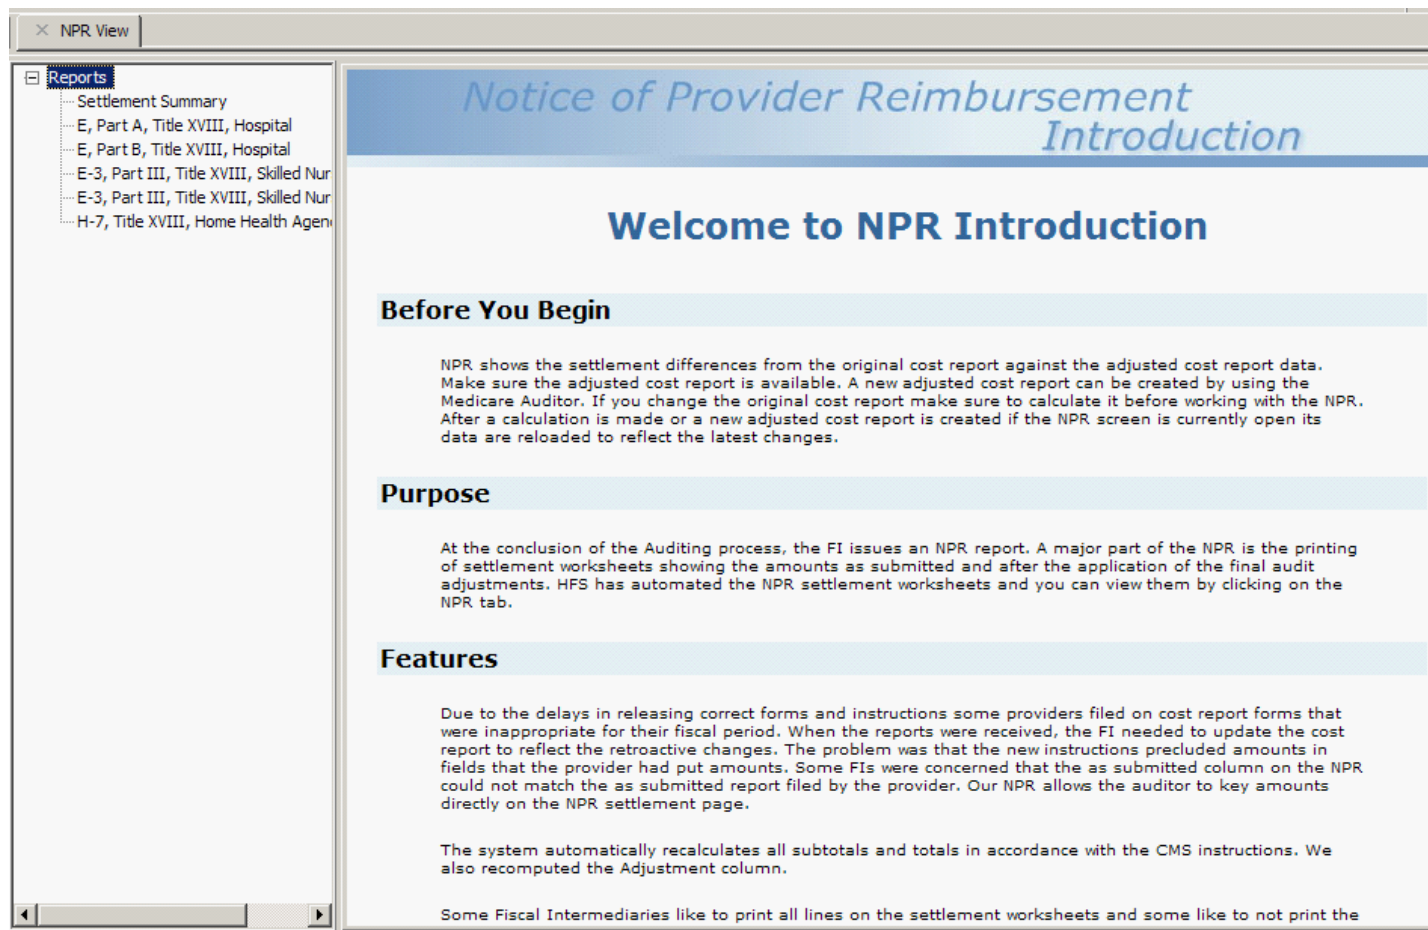 NPR View
Reports
Settlement Summary
E, Part A, Title XVIII, Hospital
E, Part B, Title XVIII, Hospital
E-3, Part III, Title XVIII, Skilled Nur
E-3, Part III, Title XVIII, Skilled Nur
H-7, Title XVIII, Home Health Agen
Notice of Provider Reimbursement
Introduction
Welcome to NPR Introduction
Before You Begin
NPR shows the settlement differences from the original cost report against the adjusted cost report data.
Make sure the adjusted cost report is available. A new adjusted cost report can be created by using the
Medicare Auditor. If you change the original cost report make sure to calculate it before working with the NPR.
After a calculation is made or a new adjusted cost report is created if the NPR screen is currently open its
data are reloaded to reflect the latest changes.
Purpose
At the conclusion of the Auditing process, the FI issues an NPR report. A major part of the NPR is the printing
of settlement worksheets showing the amounts as submitted and after the application of the final audit
adjustments. HFS has automated the NPR settlement worksheets and you can view them by clicking on the
NPR tab.
Features
Due to the delays in releasing correct forms and instructions some providers filed on cost report forms that
were inappropriate for their fiscal period. When the reports were received, the FI needed to update the cost
report to reflect the retroactive changes. The problem was that the new instructions precluded amounts in
fields that the provider had put amounts. Some FIs were concerned that the as submitted column on the NPR
could not match the as submitted report filed by the provider. Our NPR allows the auditor to key amounts
directly on the NPR settlement page.
The system automatically recalculates all subtotals and totals in accordance with the CMS instructions. We
also recomputed the Adjustment column.
Some Fiscal Intermediaries like to print all lines on the settlement worksheets and some like to not print the